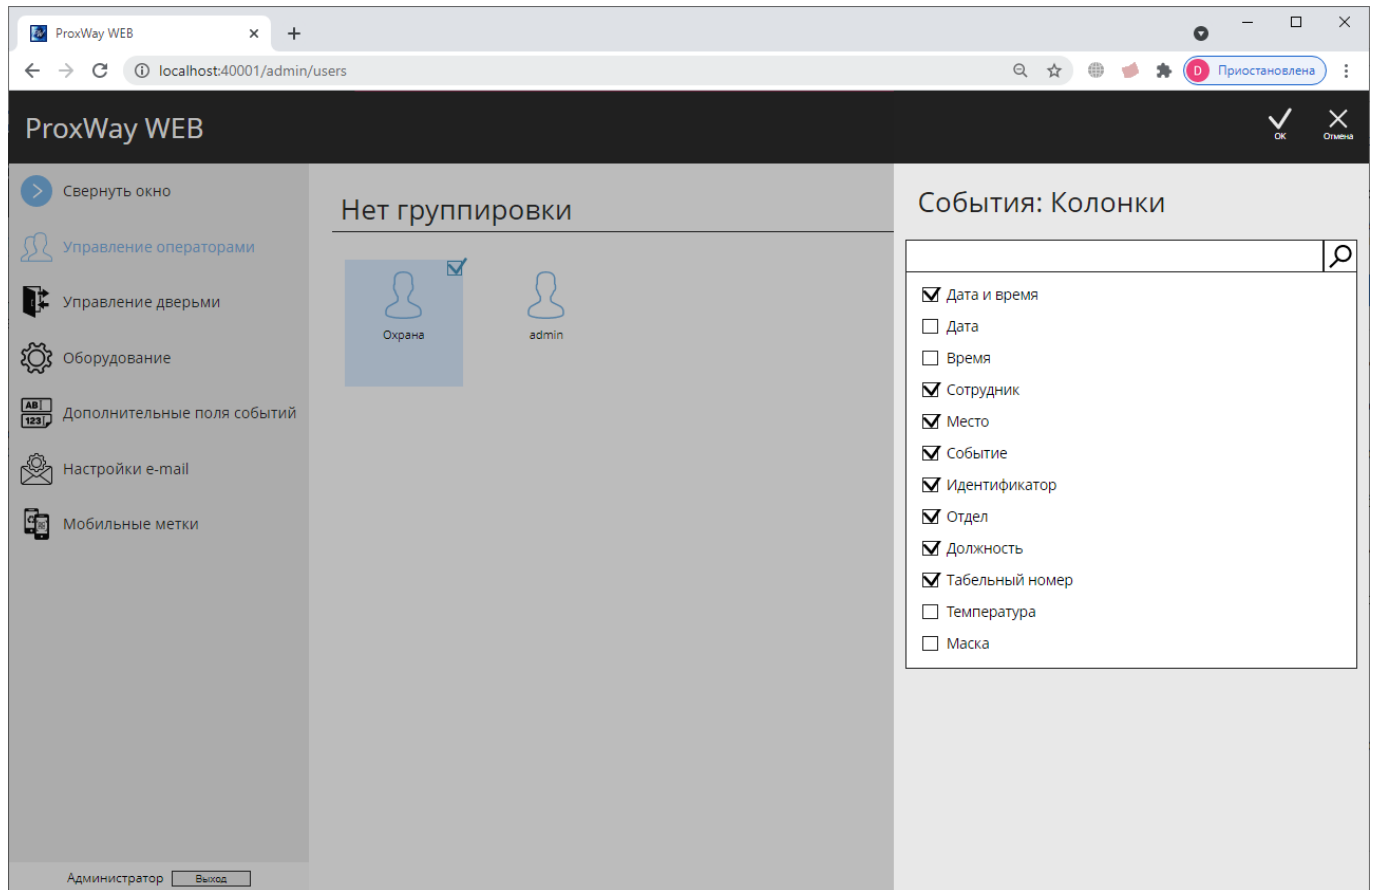 ProxWay WEB
localhost:40001/admin/users
D Приостановлена
ProxWay WEB
OK
Отмена
Свернуть окно
Управление операторами
Управление дверьми
Оборудование
AB
123
Дополнительные поля событий
Настройки e-mail
Мобильные метки
Администратор
Выход
Нет группировки
Охрана
admin
События: Колонки
Дата и время
Дата
Время
Сотрудник
Место
Событие
Идентификатор
Отдел
Должность
Табельный номер
Температура
Маска